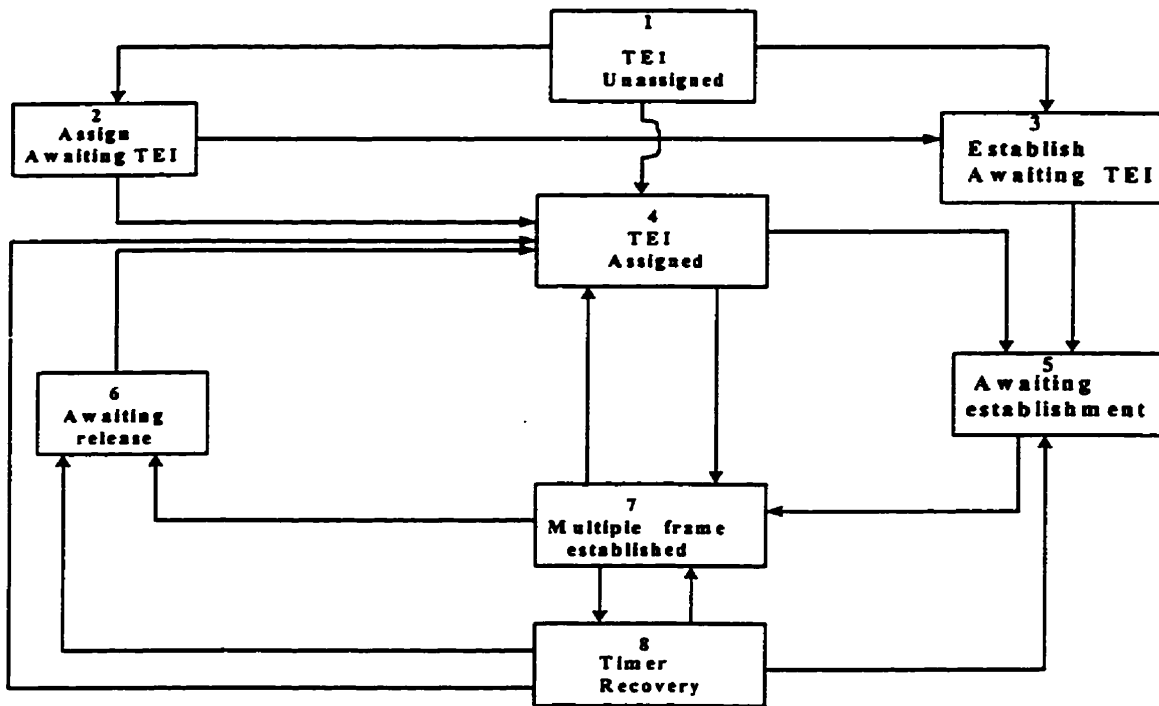 1
TEI
Unassigned
2
Assign
Awaiting TEI
3
Establish
Awaiting TEI
4
TEI
Assigned
5
Awaiting
establishment
6
Awaiting
release
7
Multiple frame
established
8
Timer
Recovery